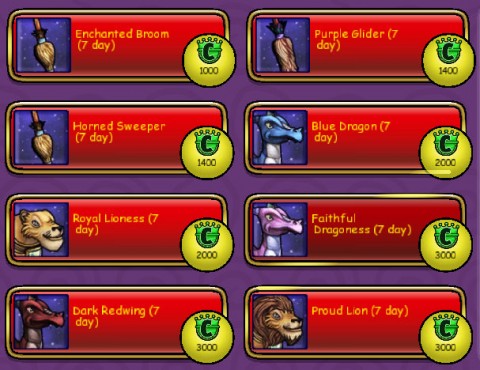 Enchanted Broom
(7 day)
1000
Purple Glider (7
day)
1400
Horned Sweeper
(7 day)
1400
Blue Dragon (7
day)
2000
Royal Lioness (7
day)
2000
Faithful
Dragoness (7 day)
3000
Dark Redwing (7
day)
3000
Proud Lion (7 day)
3000